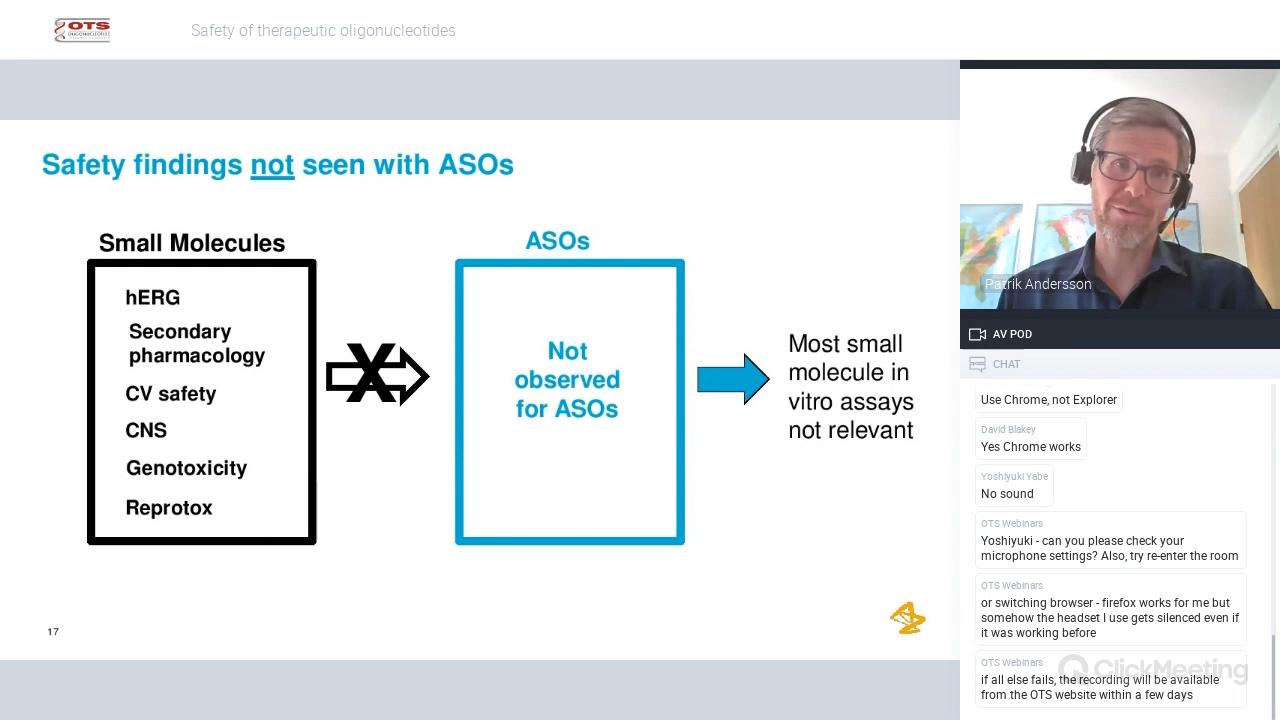 OTS
Safety of therapeutic oligonucleotides
Safety findings not seen with ASOs
Small Molecules
hERG
Secondary
pharmacology
CV safety
CNS
Genotoxicity
Reprotox
X
ASOs
Not
observed
for ASOs
Most small
molecule in
vitro assays
not relevant
17
Patrik Andersson
AV POD
CHAT
Use Chrome, not Explorer
David Blakey
Yes Chrome works
Yoshiyuki Yabe
No sound
OTS Webinars
Yoshiyuki - can you please check your
microphone settings? Also, try re-enter the room
OTS Webinars
or switching browser - firefox works for me but
somehow the headset I use gets silenced even if
it was working before
OTS Webinars
if all else fails, the recording will be available
from the OTS website within a few days
ClickMeeting